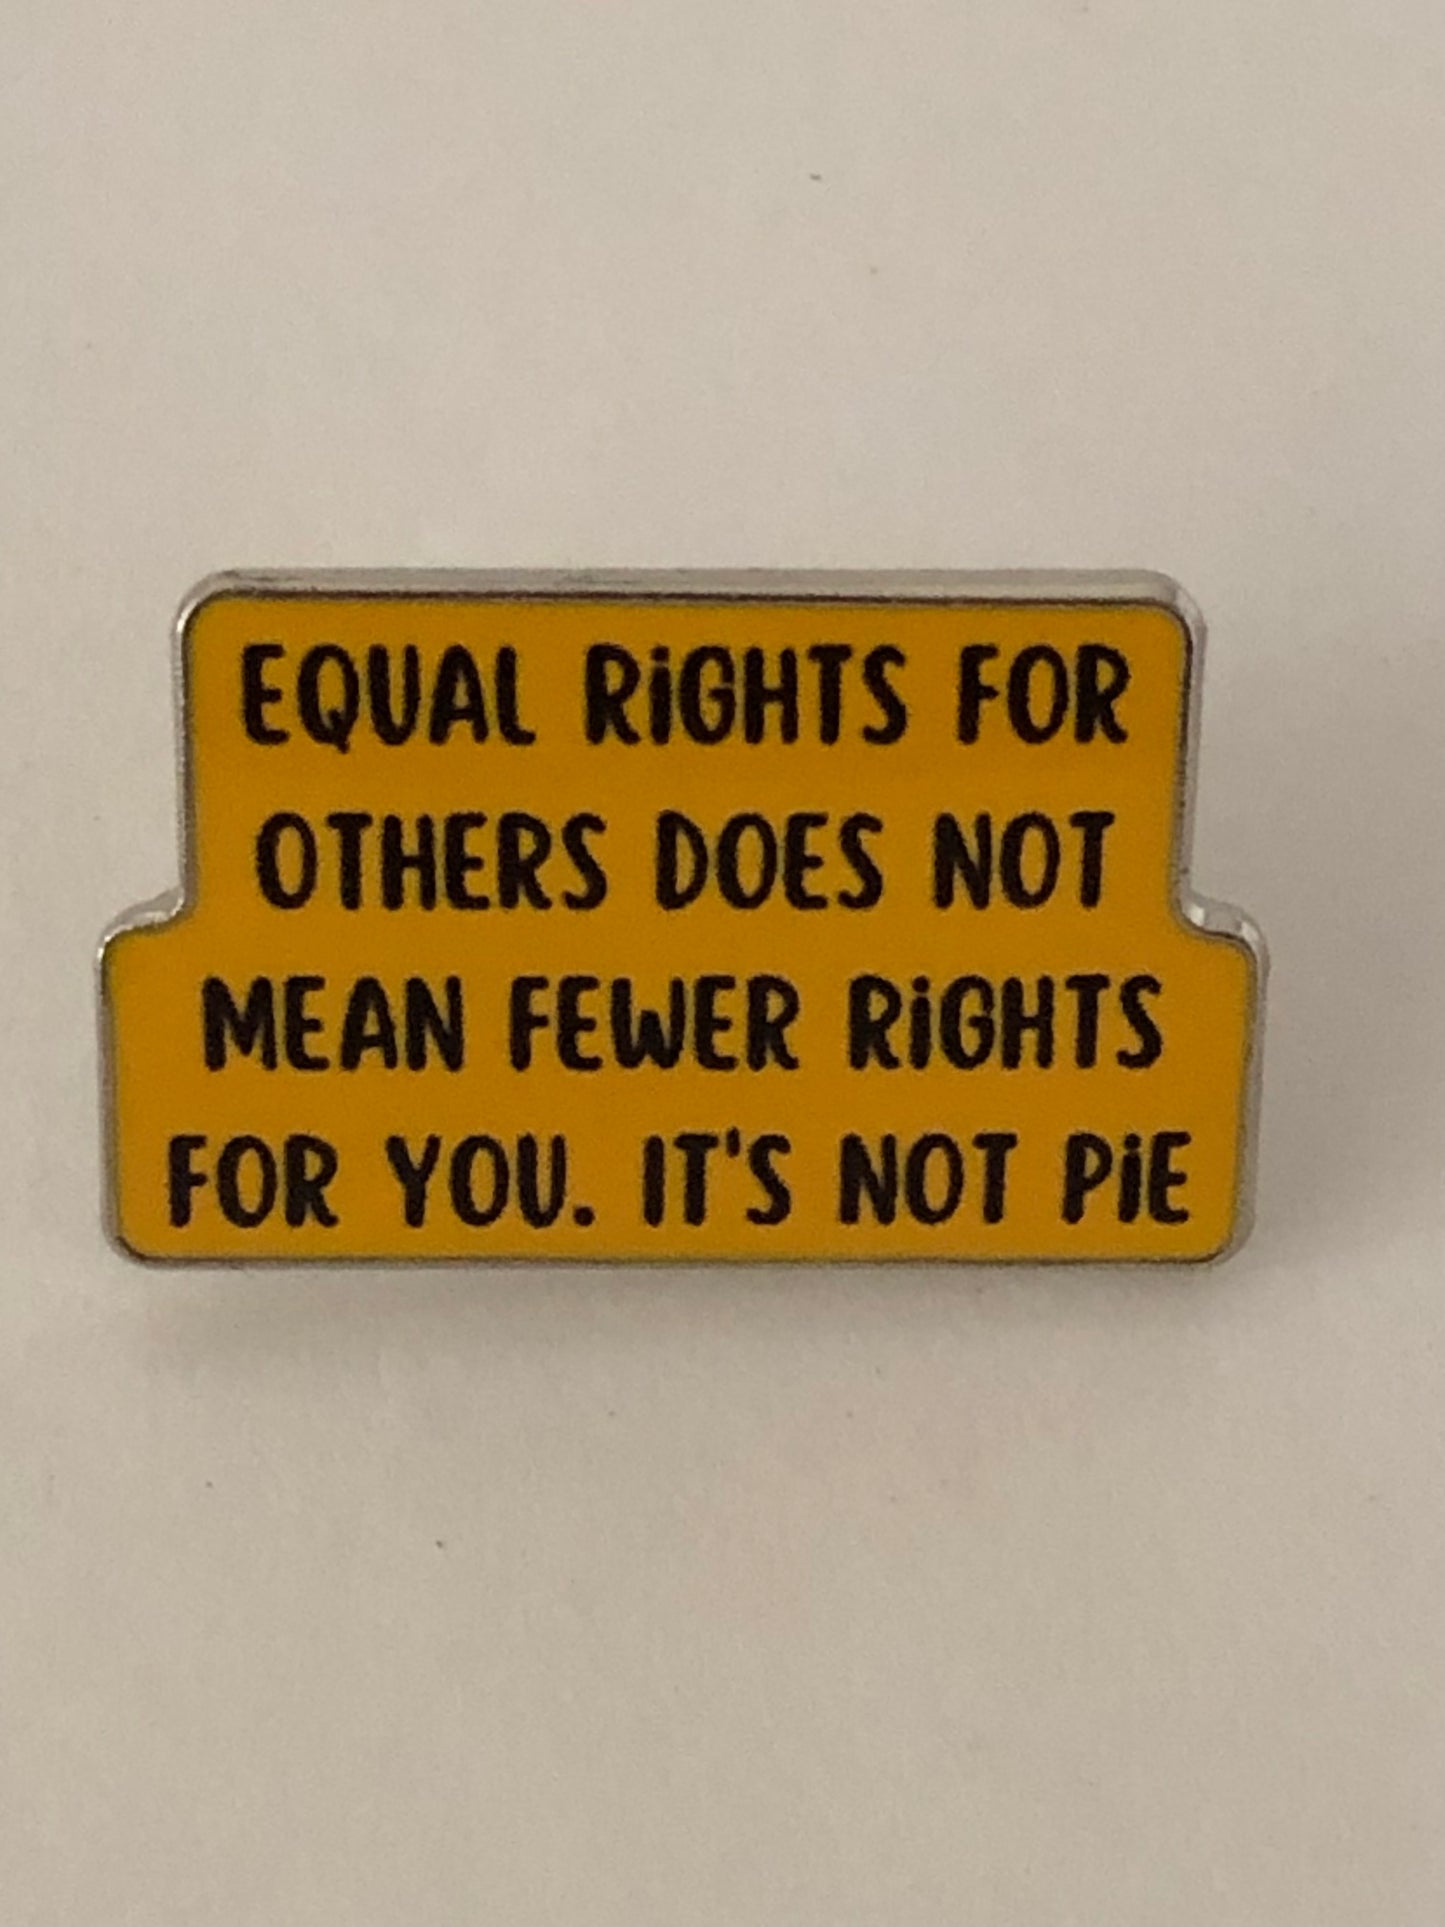 EQUAL RiGHTS FOR
OTHERS DOES NOT
MEAN FEWER RiGHTS
FOR YOU. IT'S NOT PiE